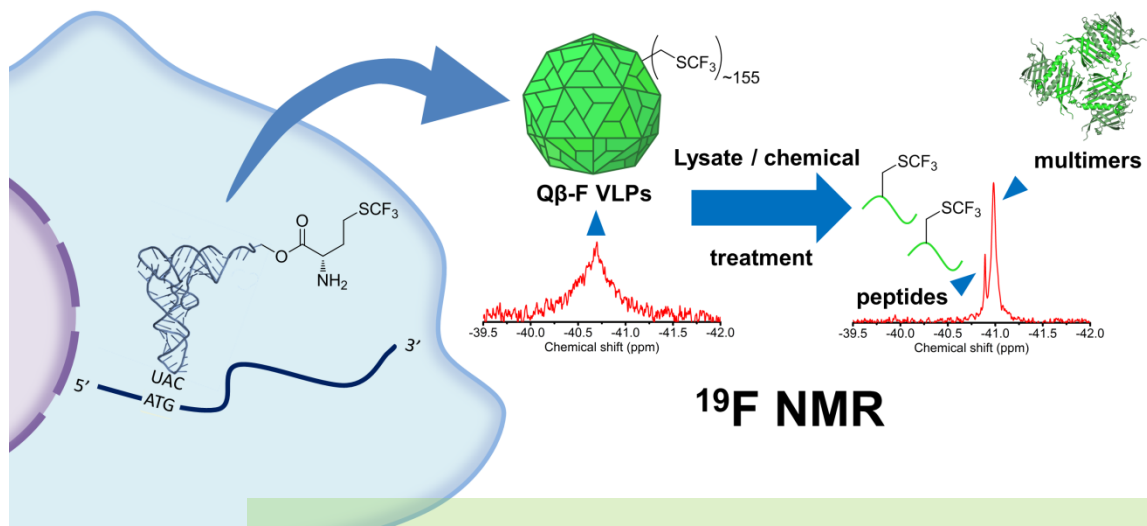 SCF₃
O
O
NH₂
5’
UAC
ATG
3’
(SCF₃)~155
Qβ-F VLPs
-39.5 -40.0 -40.5 -41.0 -41.5 -42.0
Chemical shift (ppm)
Lysate / chemical
treatment
SCF₃
SCF₃
peptides
multimers
-39.5 -40.0 -40.5 -41.0 -41.5 -42.0
Chemical shift (ppm)
¹⁹F NMR